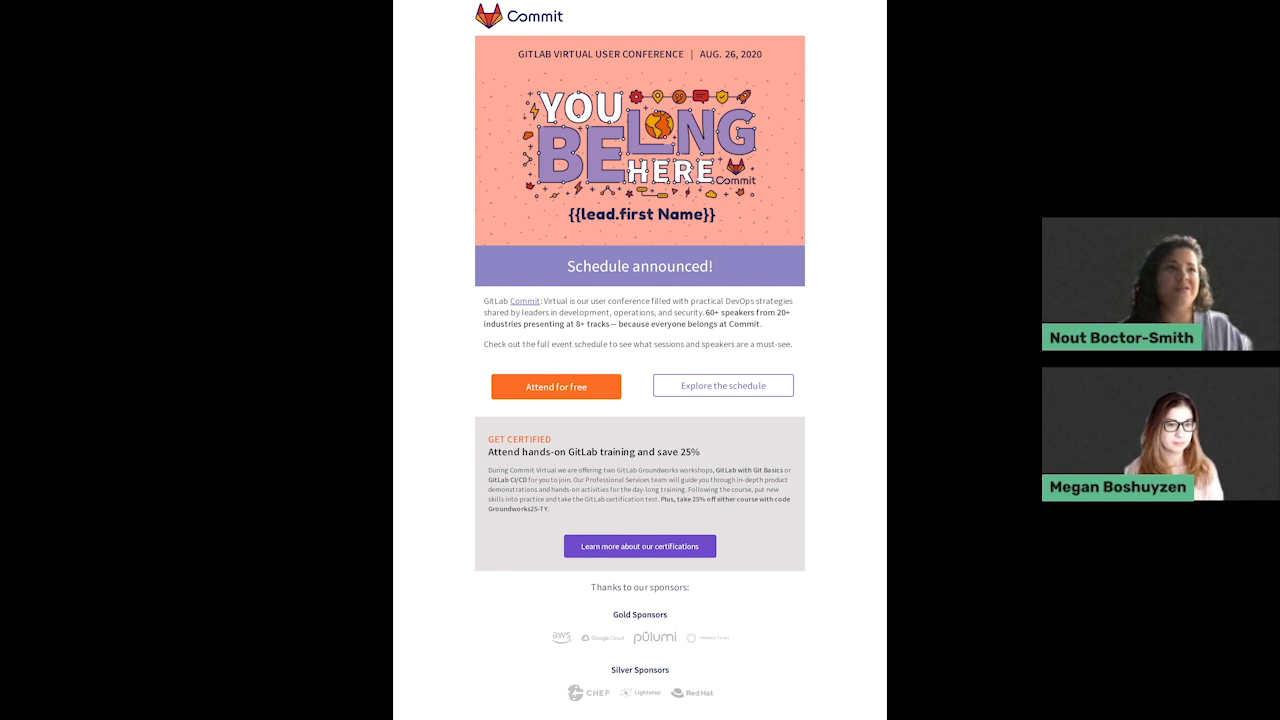 Commit
GITLAB VIRTUAL USER CONFERENCE | AUG. 26, 2020
YOU
BELONG
HERE
Commit
{{lead.first Name}}
Schedule announced!
GitLab Commit: Virtual is our user conference filled with practical DevOps strategies
shared by leaders in development, operations, and security. 60+ speakers from 20+
industries presenting at 8+ tracks— because everyone belongs at Commit.
Check out the full event schedule to see what sessions and speakers are a must-see.
Attend for free
Explore the schedule
GET CERTIFIED
Attend hands-on GitLab training and save 25%
During Commit Virtual we are offering two GitLab Groundworks workshops, GitLab with Git Basics or
GitLab CI/CD for you to join. Our Professional Services team will guide you through in-depth product
demonstrations and hands-on activities for the day-long training. Following the course, put new
skills into practice and take the GitLab certification test. Plus, take 25% off either course with code
Groundworks25-TY.
Learn more about our certifications
Thanks to our sponsors:
Gold Sponsors
aws
Google Cloud
pulumi
Silver Sponsors
CHEF
Lightstep
Red Hat
Nout Boctor-Smith
Megan Boshuyzen